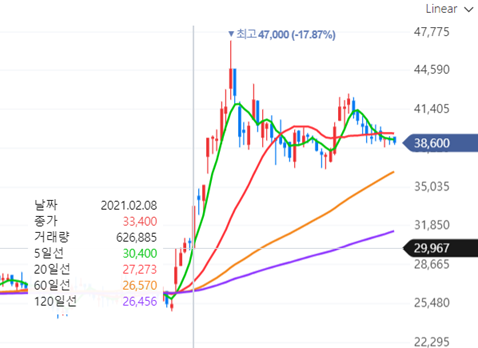 Linear
47,775
▼최고 47,000 (-17.87%)
44,590
41,405
38,600
35,035
날짜 2021.02.08
종가 33,400
31,850
거래량 626,885
29,967
5일선 30,400
28,665
20일선 27,273
60일선 26,570
120일선 26,456
25,480
22,295